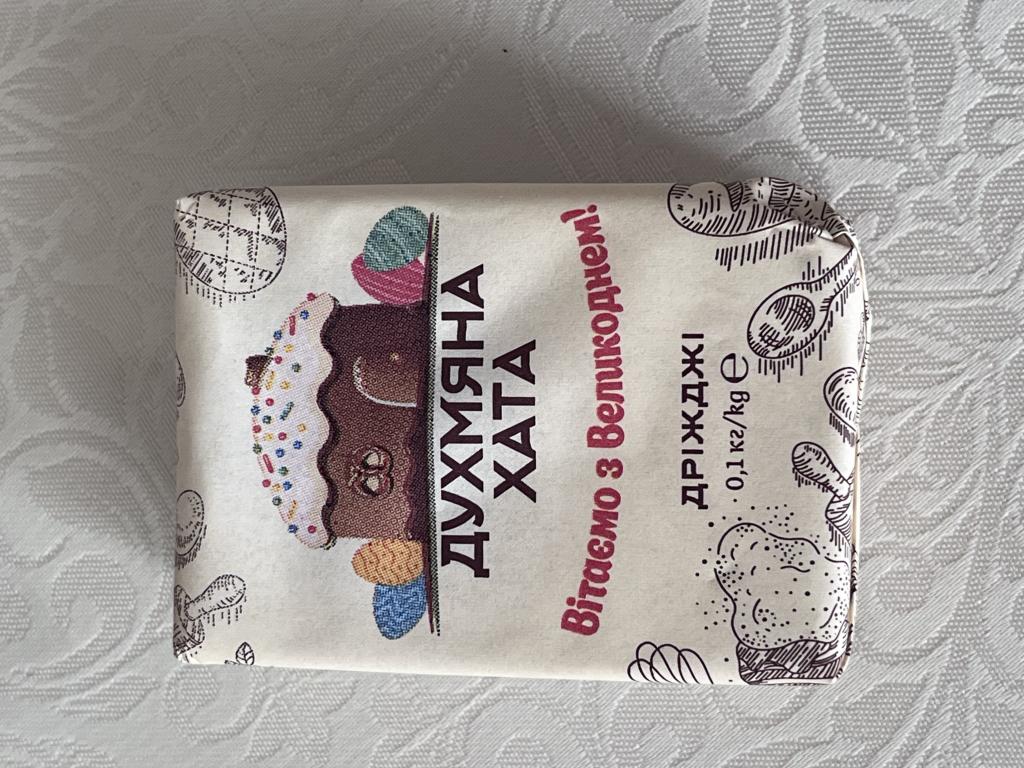 ДУХМЯНА
ХАТА
Вітаємо з Великоднем!
ДРІЖДЖІ
· 0,1 кг/kg ℮